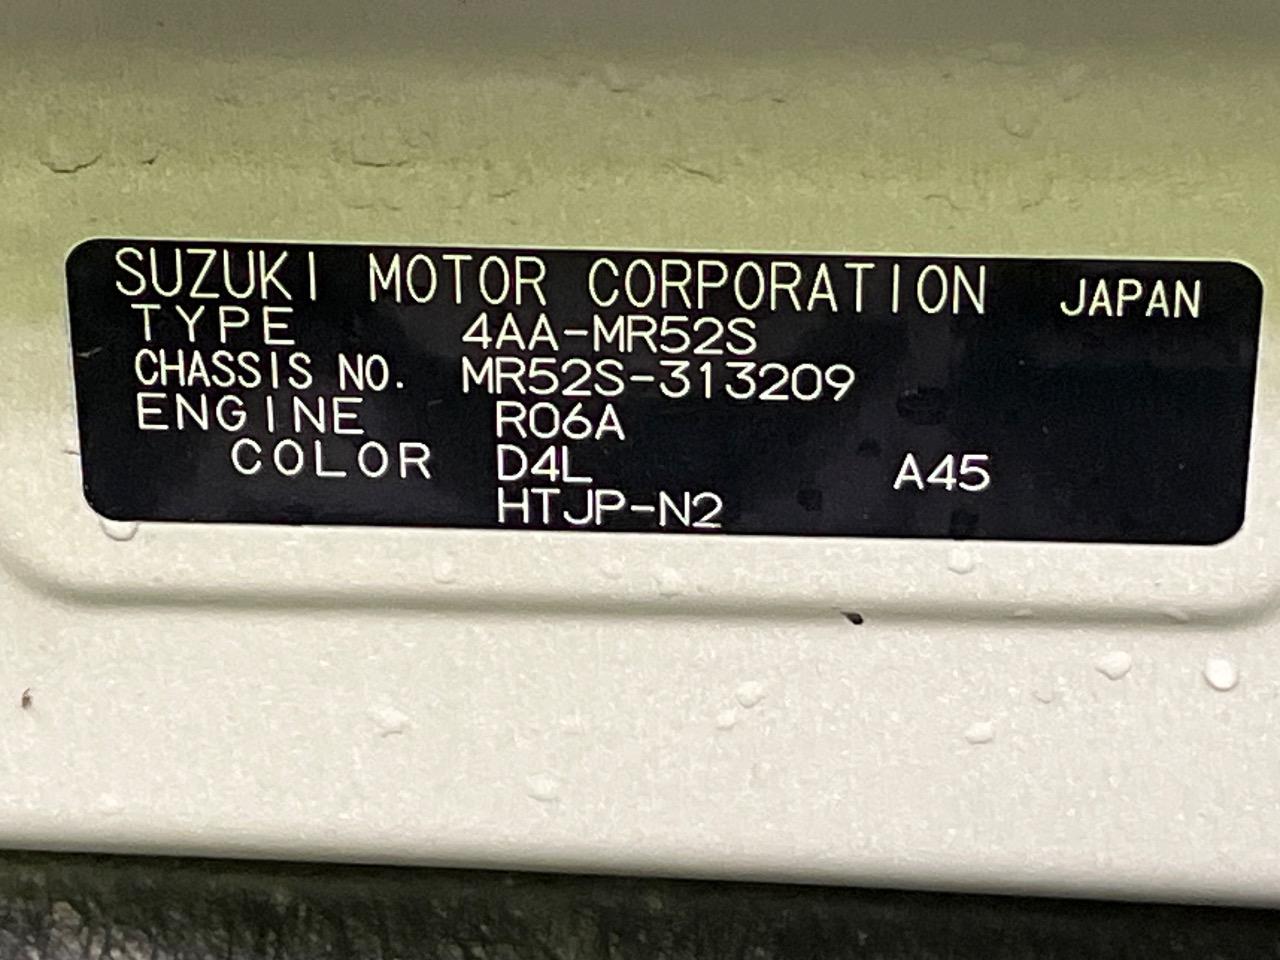 SUZUKI MOTOR CORPORATION JAPAN
TYPE 4AA-MR52S
CHASSIS NO. MR52S-313209
ENGINE R06A
COLOR D4L A45
HTJP-N2